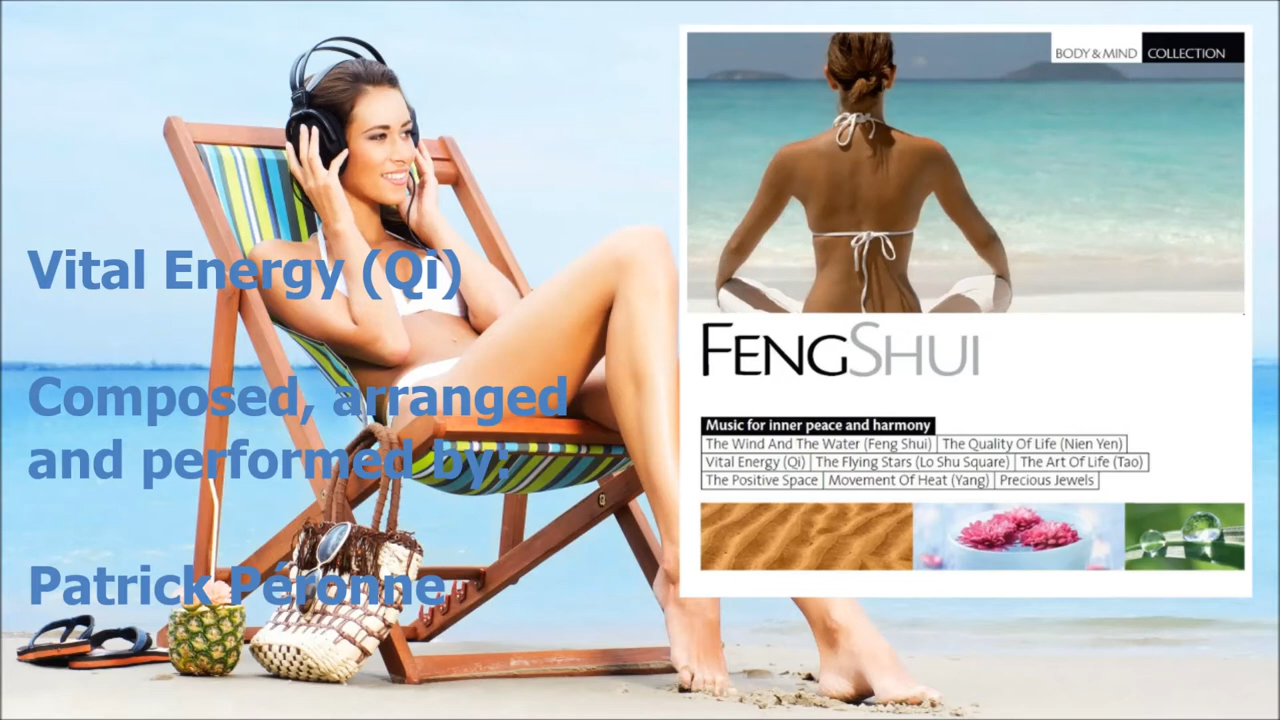 Vital Energy (Qi)
Composed, arranged
and performed by:
Patrick Péronne
BODY & MIND COLLECTION
FENGSHUI
Music for inner peace and harmony
The Wind And The Water (Feng Shui) | The Quality Of Life (Nien Yen) |
Vital Energy (Qi) | The Flying Stars (Lo Shu Square) | The Art Of Life (Tao) |
The Positive Space | Movement Of Heat (Yang) | Precious Jewels |